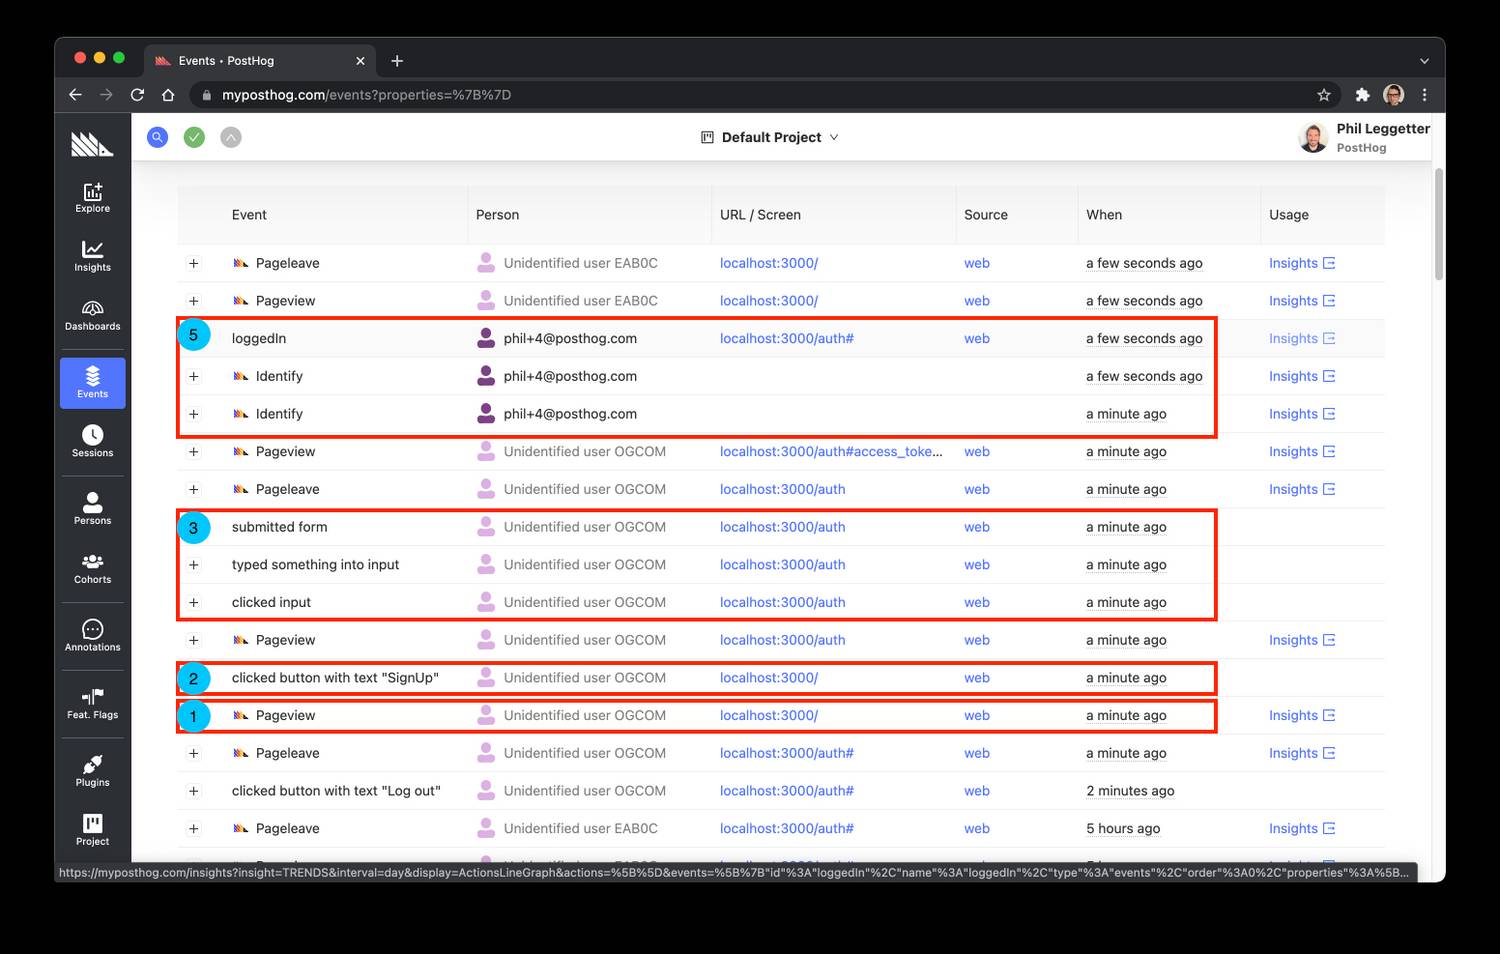 Events • PostHog
myposthog.com/events?properties=%7B%7D
Default Project
Phil Leggetter
PostHog
Explore
Insights
Dashboards
Events
Sessions
Persons
Cohorts
Annotations
Feat. Flags
Plugins
Project
Event Person URL / Screen Source When Usage
Pageleave Unidentified user EAB0C localhost:3000/ web a few seconds ago Insights
Pageview Unidentified user EAB0C localhost:3000/ web a few seconds ago Insights
5 loggedIn phil+4@posthog.com localhost:3000/auth# web a few seconds ago Insights
Identify phil+4@posthog.com a few seconds ago Insights
Identify phil+4@posthog.com a minute ago Insights
Pageview Unidentified user OGCOM localhost:3000/auth#access_toke... web a minute ago Insights
Pageleave Unidentified user OGCOM localhost:3000/auth web a minute ago Insights
3 submitted form Unidentified user OGCOM localhost:3000/auth web a minute ago
typed something into input Unidentified user OGCOM localhost:3000/auth web a minute ago
clicked input Unidentified user OGCOM localhost:3000/auth web a minute ago
Pageview Unidentified user OGCOM localhost:3000/auth web a minute ago Insights
2 clicked button with text "SignUp" Unidentified user OGCOM localhost:3000/ web a minute ago
1 Pageview Unidentified user OGCOM localhost:3000/ web a minute ago Insights
Pageleave Unidentified user OGCOM localhost:3000/auth# web a minute ago Insights
clicked button with text "Log out" Unidentified user OGCOM localhost:3000/auth# web 2 minutes ago
Pageleave Unidentified user EAB0C localhost:3000/auth# web 5 hours ago Insights
https://myposthog.com/insights?insight=TRENDS&interval=day&display=ActionsLineGraph&actions=%5B%5D&events=%5B%7B"id"%3A"loggedIn"%2C"name"%3A"loggedIn"%2C"type"%3A"events"%2C"order"%3A0%2C"properties"%3A%5B...